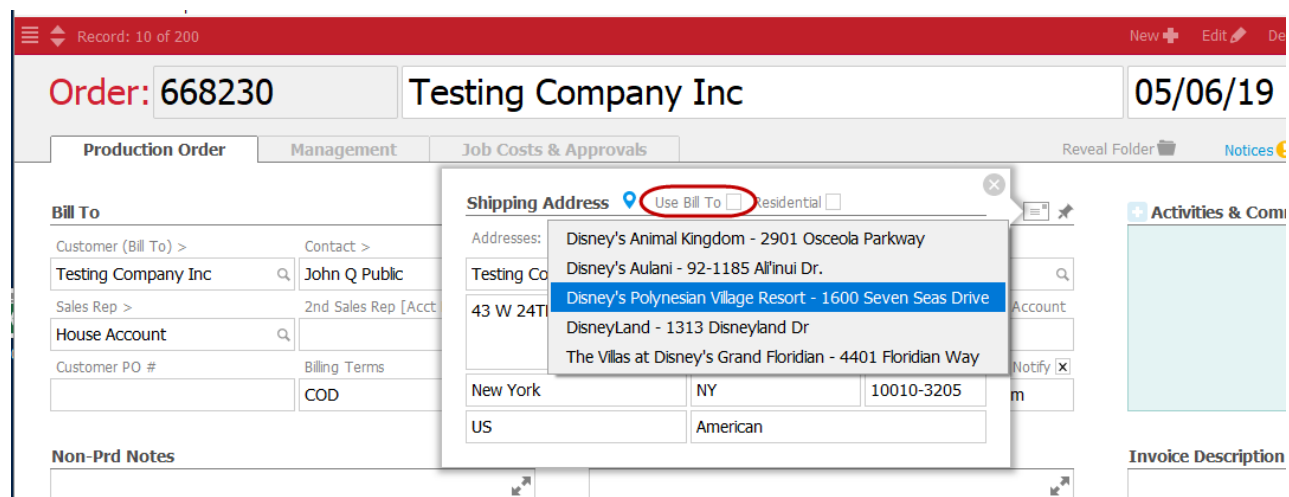 Record: 10 of 200 New Edit De
Order: 668230 Testing Company Inc 05/06/19
Production Order Management Job Costs & Approvals Reveal Folder Notices
Shipping Address Use Bill To Residential
Bill To Activities & Com
Customer (Bill To) > Contact > Addresses: Disney's Animal Kingdom - 2901 Osceola Parkway
Testing Company Inc John Q Public Testing Co Disney's Aulani - 92-1185 Ali'inui Dr.
Sales Rep > 2nd Sales Rep [Acct 43 W 24T Disney's Polynesian Village Resort - 1600 Seven Seas Drive Account
House Account DisneyLand - 1313 Disneyland Dr
Customer PO # Billing Terms The Villas at Disney's Grand Floridian - 4401 Floridian Way Notify
COD New York NY 10010-3205 m
US American
Non-Prd Notes Invoice Description